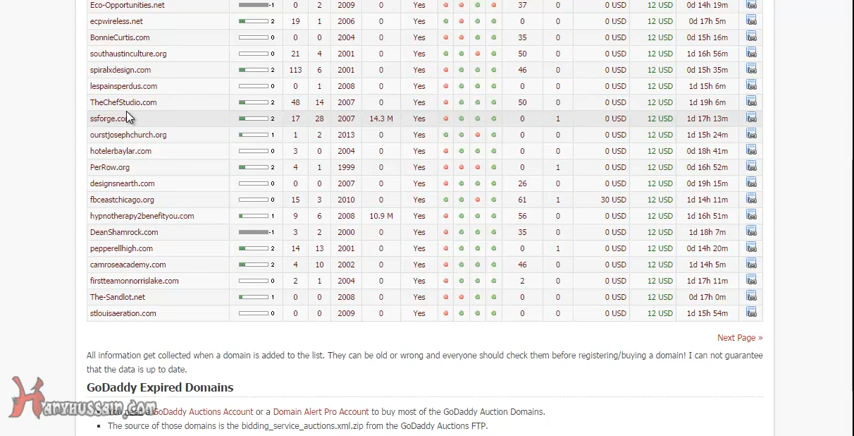 Eco-Opportunities.net -1 0 2 2009 0 Yes 37 0 0 USD 12 USD 0d 14h 19m
ecpwireless.net 2 19 1 2006 0 Yes 0 0 0 USD 12 USD 0d 17h 5m
BonnieCurtis.com 0 0 0 2004 0 Yes 35 0 0 USD 12 USD 0d 15h 16m
southaustinculture.org 0 21 4 2001 0 Yes 50 0 0 USD 12 USD 1d 16h 56m
spiralxdesign.com 2 113 6 2001 0 Yes 46 0 0 USD 12 USD 0d 15h 35m
lespainsperdus.com 0 0 1 2008 0 Yes 0 0 0 USD 12 USD 1d 15h 6m
TheChefStudio.com 2 48 14 2007 0 Yes 50 0 0 USD 12 USD 1d 19h 6m
2 17 28 2007 14.3 M Yes 0 1 0 USD 12 USD 1d 17h 13m
ourstjosephchurch.org 1 1 2 2013 0 Yes 0 0 0 USD 12 USD 1d 15h 24m
hotelerbaylar.com 0 3 0 2004 0 Yes 0 0 0 USD 12 USD 0d 18h 41m
PerRow.org 2 4 1 1999 0 Yes 0 1 0 USD 12 USD 0d 16h 52m
designsnearth.com 0 0 0 2007 0 Yes 26 0 0 USD 12 USD 0d 19h 15m
fbceastchicago.org 0 15 3 2010 0 Yes 61 1 30 USD 12 USD 1d 14h 11m
hypnotherapy2benefityou.com 1 9 6 2008 10.9 M Yes 56 0 0 USD 12 USD 1d 16h 51m
DeanShamrock.com -1 2 3 2000 0 Yes 35 0 0 USD 12 USD 1d 18h 7m
pepperellhigh.com 2 14 13 2001 0 Yes 0 1 0 USD 12 USD 0d 14h 20m
camroseacademy.com 2 4 10 2002 0 Yes 46 0 0 USD 12 USD 1d 14h 5m
firstteamonnorrislake.com 0 2 1 2004 0 Yes 2 0 0 USD 12 USD 1d 17h 11m
The-Sandlot.net 1 0 0 2007 0 Yes 0 0 0 USD 12 USD 0d 17h 0m
stlouisaeration.com 0 0 0 2009 0 Yes 0 0 0 USD 12 USD 1d 15h 54m
Next Page »
All information get collected when a domain is added to the list. They can be old or wrong and everyone should check them before registering/buying a domain! I can not guarantee
that the data is up to date.
GoDaddy Expired Domains
GoDaddy Auctions Account or a Domain Alert Pro Account to buy most of the GoDaddy Auction Domains.
The source of those domains is the bidding_service_auctions.xml.zip from the GoDaddy Auctions FTP.
HanyHussain.com